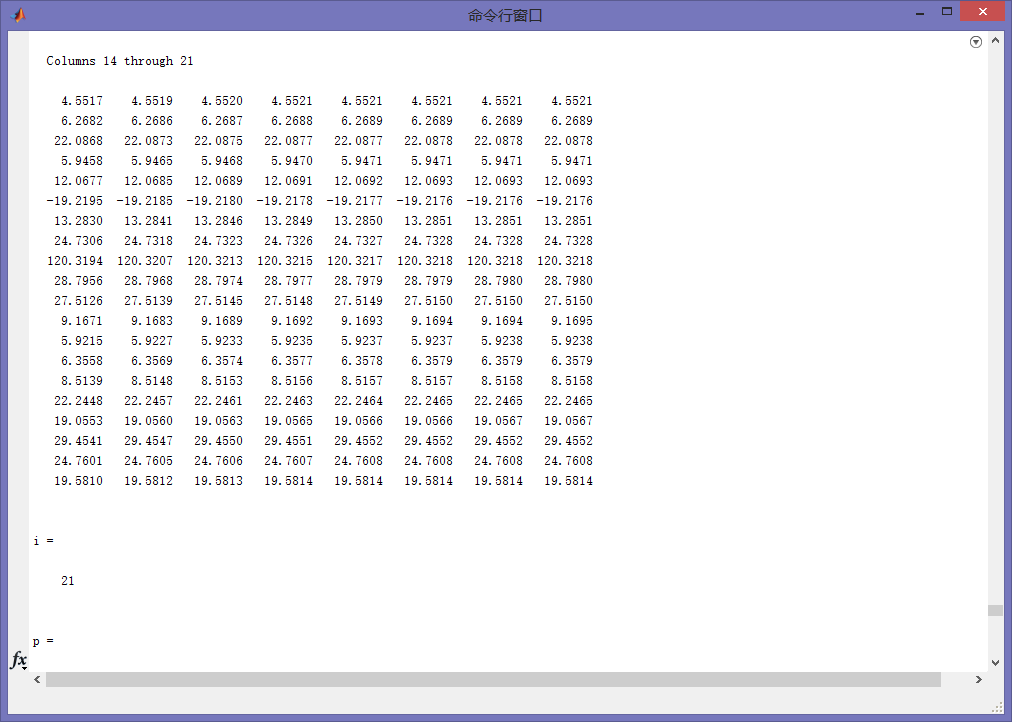 命令行窗口
Columns 14 through 21
4.5517 4.5519 4.5520 4.5521 4.5521 4.5521 4.5521 4.5521
6.2682 6.2686 6.2687 6.2688 6.2689 6.2689 6.2689 6.2689
22.0868 22.0873 22.0875 22.0877 22.0877 22.0878 22.0878 22.0878
5.9458 5.9465 5.9468 5.9470 5.9471 5.9471 5.9471 5.9471
12.0677 12.0685 12.0689 12.0691 12.0692 12.0693 12.0693 12.0693
-19.2195 -19.2185 -19.2180 -19.2178 -19.2177 -19.2176 -19.2176 -19.2176
13.2830 13.2841 13.2846 13.2849 13.2850 13.2851 13.2851 13.2851
24.7306 24.7318 24.7323 24.7326 24.7327 24.7328 24.7328 24.7328
120.3194 120.3207 120.3213 120.3215 120.3217 120.3218 120.3218 120.3218
28.7956 28.7968 28.7974 28.7977 28.7979 28.7979 28.7980 28.7980
27.5126 27.5139 27.5145 27.5148 27.5149 27.5150 27.5150 27.5150
9.1671 9.1683 9.1689 9.1692 9.1693 9.1694 9.1694 9.1695
5.9215 5.9227 5.9233 5.9235 5.9237 5.9237 5.9238 5.9238
6.3558 6.3569 6.3574 6.3577 6.3578 6.3579 6.3579 6.3579
8.5139 8.5148 8.5153 8.5156 8.5157 8.5157 8.5158 8.5158
22.2448 22.2457 22.2461 22.2463 22.2464 22.2465 22.2465 22.2465
19.0553 19.0560 19.0563 19.0565 19.0566 19.0566 19.0567 19.0567
29.4541 29.4547 29.4550 29.4551 29.4552 29.4552 29.4552 29.4552
24.7601 24.7605 24.7606 24.7607 24.7608 24.7608 24.7608 24.7608
19.5810 19.5812 19.5813 19.5814 19.5814 19.5814 19.5814 19.5814
i =
21
p =
fx